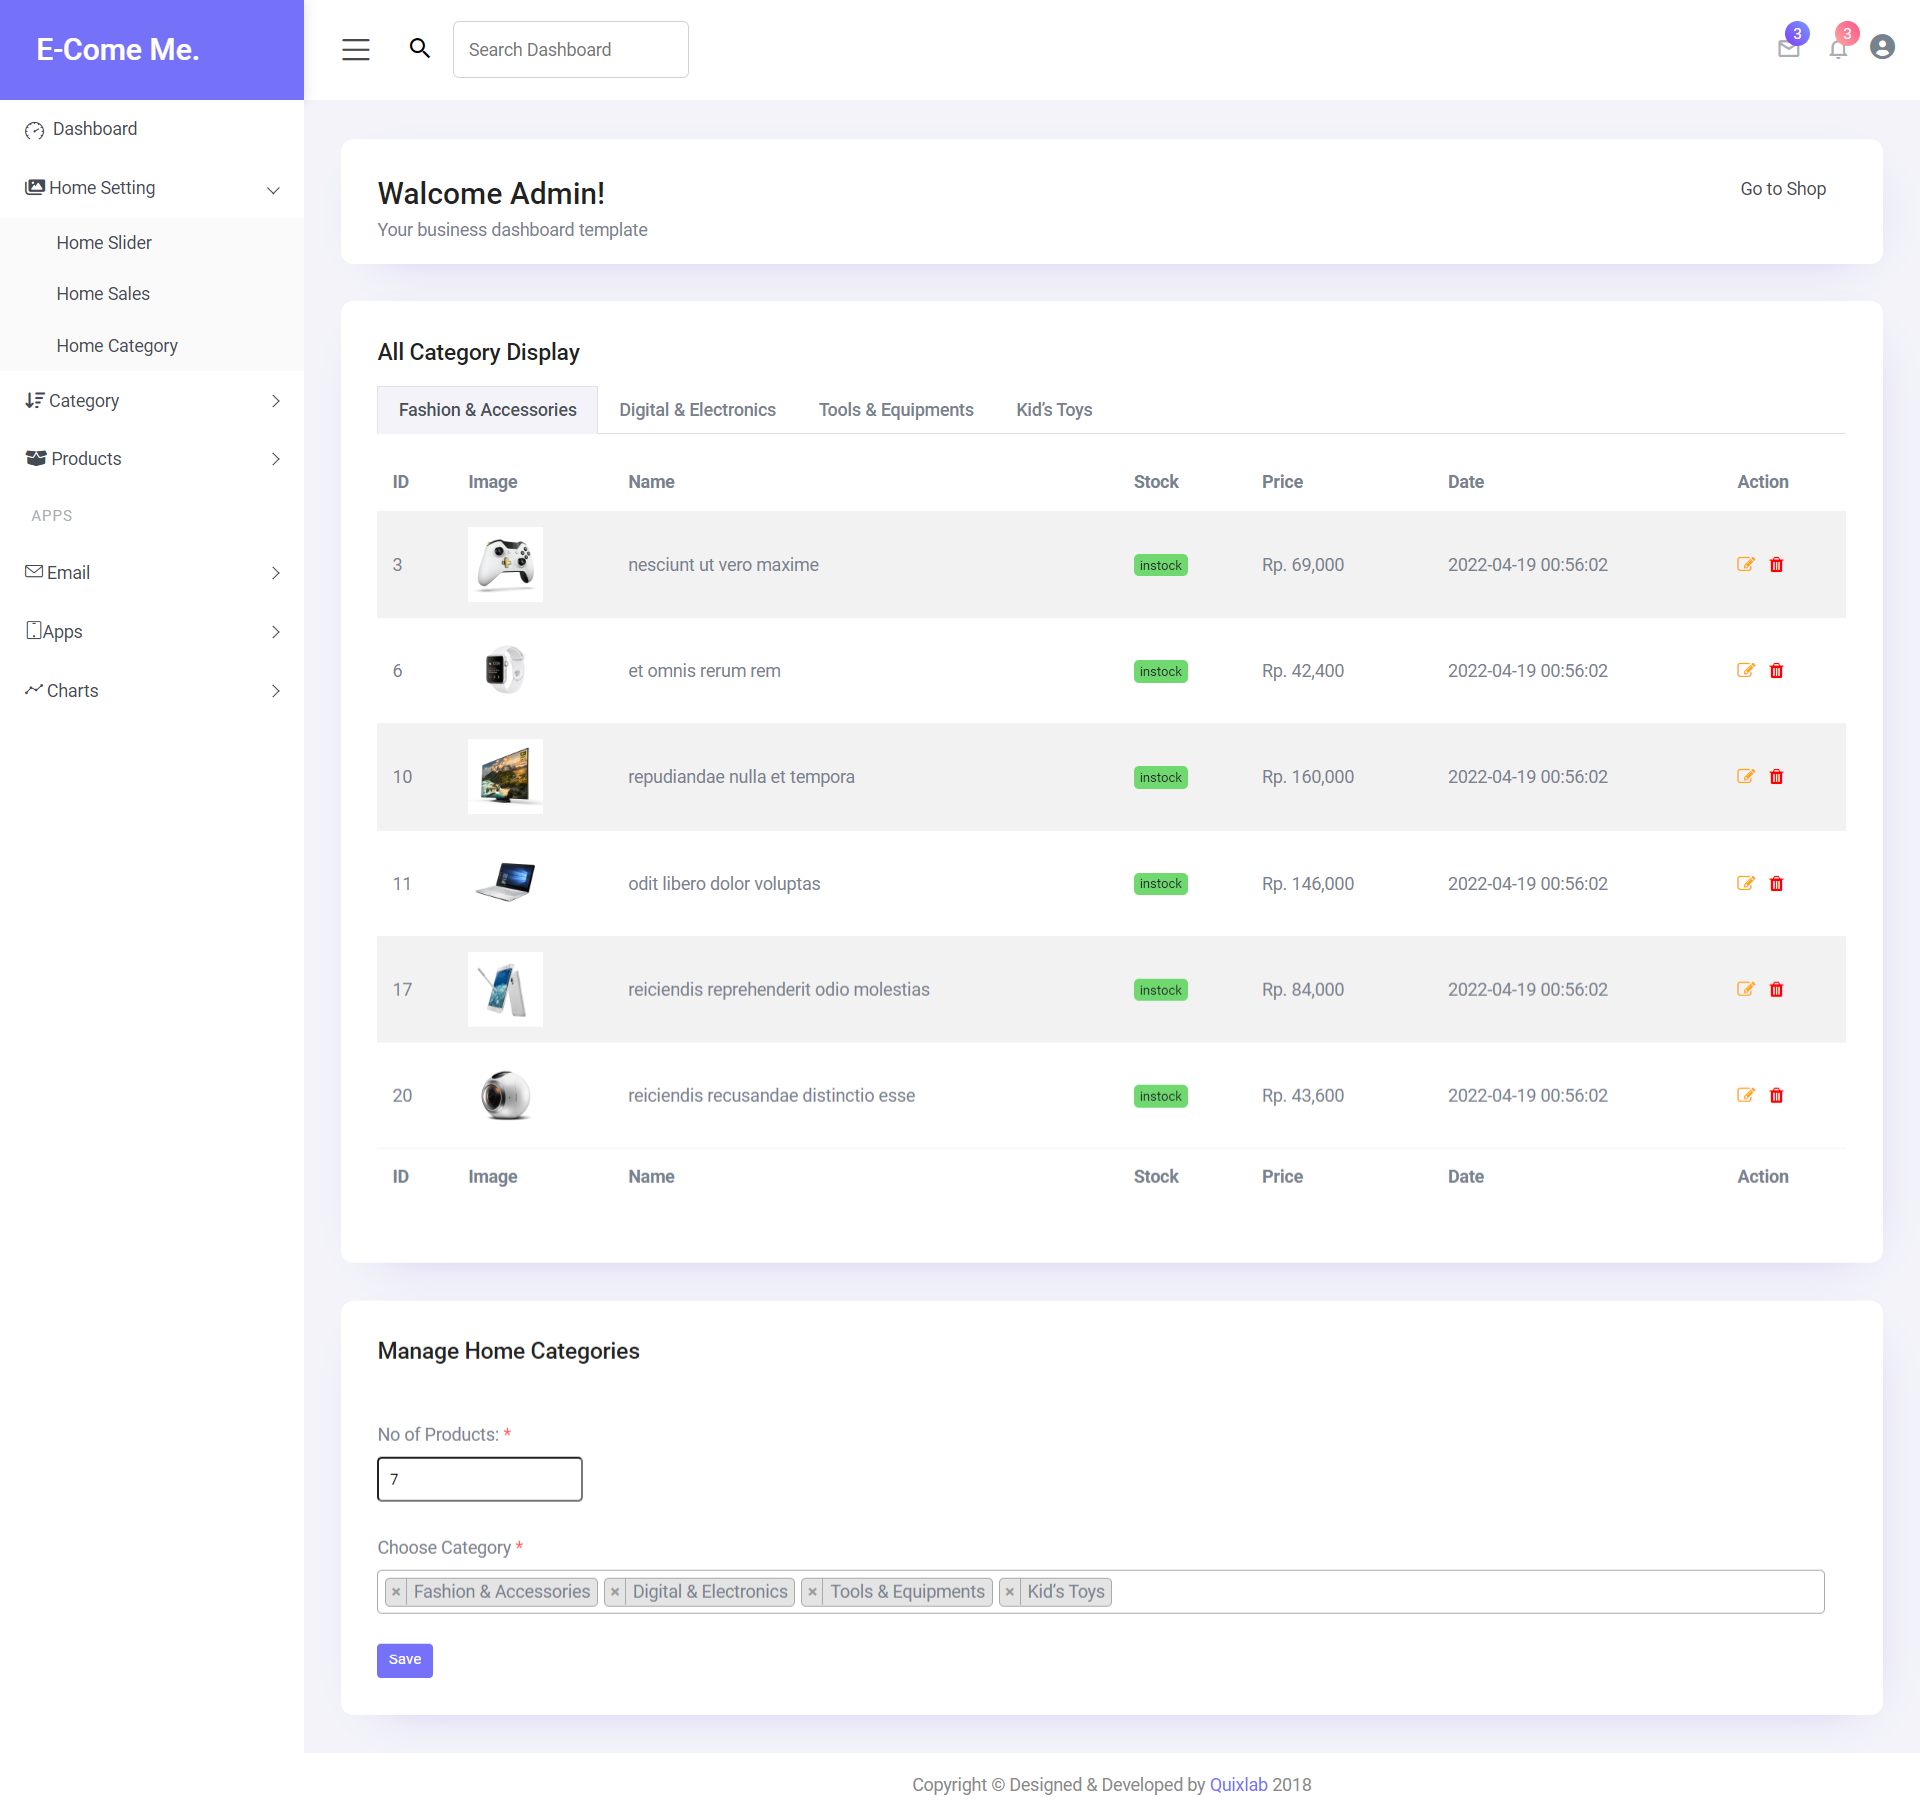 E-Come Me.
Search Dashboard
3
3
Dashboard
Home Setting
Home Slider
Home Sales
Home Category
Category
Products
APPS
Email
Apps
Charts
Walcome Admin!
Go to Shop
Your business dashboard template
All Category Display
Fashion & Accessories Digital & Electronics Tools & Equipments Kid’s Toys
ID Image Name Stock Price Date Action
3 nesciunt ut vero maxime instock Rp. 69,000 2022-04-19 00:56:02
6 et omnis rerum rem instock Rp. 42,400 2022-04-19 00:56:02
10 repudiandae nulla et tempora instock Rp. 160,000 2022-04-19 00:56:02
11 odit libero dolor voluptas instock Rp. 146,000 2022-04-19 00:56:02
17 reiciendis reprehenderit odio molestias instock Rp. 84,000 2022-04-19 00:56:02
20 reiciendis recusandae distinctio esse instock Rp. 43,600 2022-04-19 00:56:02
ID Image Name Stock Price Date Action
Manage Home Categories
No of Products: *
7
Choose Category *
× Fashion & Accessories × Digital & Electronics × Tools & Equipments × Kid’s Toys
Save
Copyright © Designed & Developed by Quixlab 2018